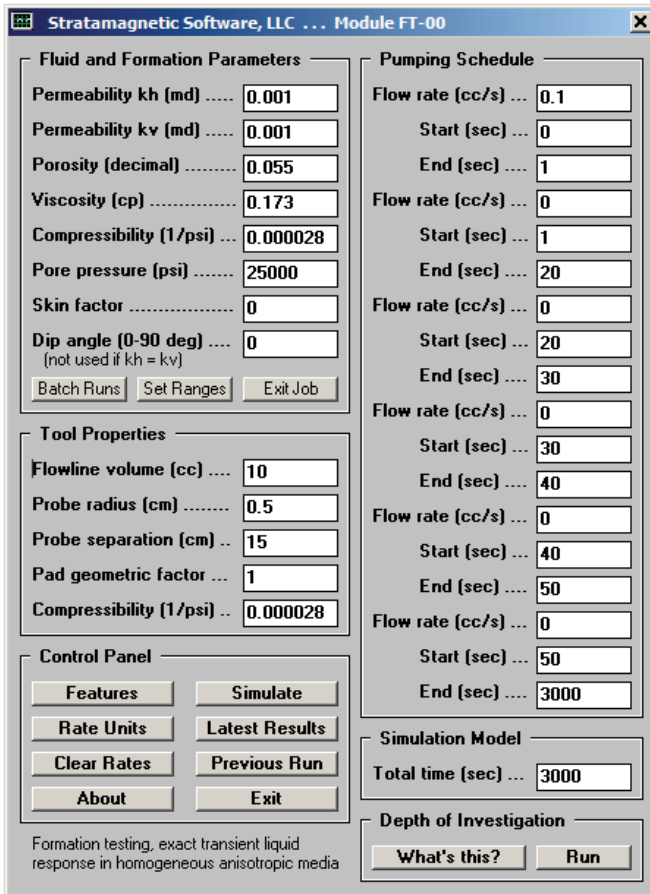 Stratamagnetic Software, LLC ... Module FT-00
Fluid and Formation Parameters
Permeability kh (md) ..... 0.001
Permeability kv (md) ..... 0.001
Porosity (decimal) ......... 0.055
Viscosity (cp) ............... 0.173
Compressibility (1/psi) ... 0.000028
Pore pressure (psi) ....... 25000
Skin factor .................. 0
Dip angle (0-90 deg) .... 0
(not used if kh = kv)
Batch Runs Set Ranges Exit Job
Tool Properties
Flowline volume (cc) .... 10
Probe radius (cm) ........ 0.5
Probe separation (cm) .. 15
Pad geometric factor ... 1
Compressibility (1/psi) .. 0.000028
Control Panel
Features Simulate
Rate Units Latest Results
Clear Rates Previous Run
About Exit
Formation testing, exact transient liquid
response in homogeneous anisotropic media
Pumping Schedule
Flow rate (cc/s) ... 0.1
Start (sec) ... 0
End (sec) .... 1
Flow rate (cc/s) ... 0
Start (sec) ... 1
End (sec) .... 20
Flow rate (cc/s) ... 0
Start (sec) ... 20
End (sec) .... 30
Flow rate (cc/s) ... 0
Start (sec) ... 30
End (sec) .... 40
Flow rate (cc/s) ... 0
Start (sec) ... 40
End (sec) .... 50
Flow rate (cc/s) ... 0
Start (sec) ... 50
End (sec) .... 3000
Simulation Model
Total time (sec) ... 3000
Depth of Investigation
What's this? Run